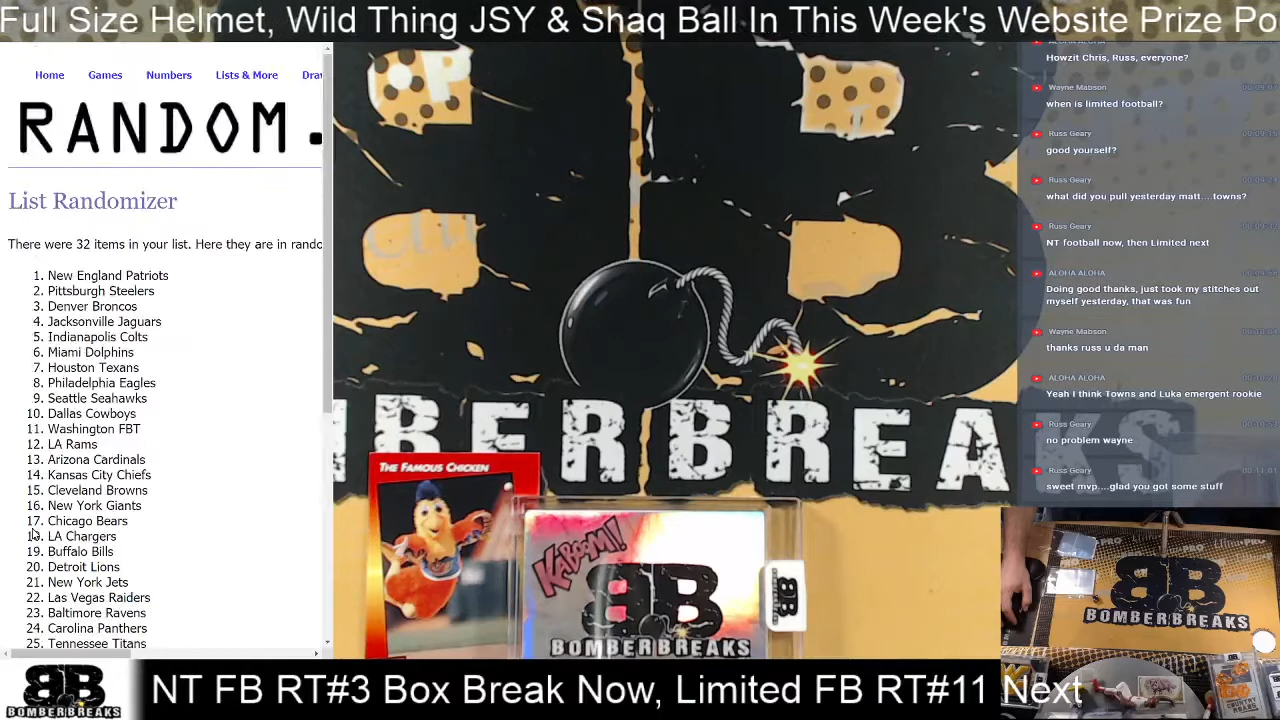 Full Size Helmet, Wild Thing JSY & Shaq Ball In This Week's Website Prize Po
Home Games Numbers Lists & More Dra
RANDOM.
List Randomizer
There were 32 items in your list. Here they are in rando
1. New England Patriots
2. Pittsburgh Steelers
3. Denver Broncos
4. Jacksonville Jaguars
5. Indianapolis Colts
6. Miami Dolphins
7. Houston Texans
8. Philadelphia Eagles
9. Seattle Seahawks
10. Dallas Cowboys
11. Washington FBT
12. LA Rams
13. Arizona Cardinals
14. Kansas City Chiefs
15. Cleveland Browns
16. New York Giants
17. Chicago Bears
18. LA Chargers
19. Buffalo Bills
20. Detroit Lions
21. New York Jets
22. Las Vegas Raiders
23. Baltimore Ravens
24. Carolina Panthers
25. Tennessee Titans
MBERBREAKS
THE FAMOUS CHICKEN
KABOOM!
BB
BOMBERBREAKS
BB
ALOHA ALOHA
Howzit Chris, Russ, everyone?
Wayne Mabson
when is limited football?
Russ Geary
good yourself?
Russ Geary
what did you pull yesterday matt....towns?
Russ Geary
NT football now, then Limited next
ALOHA ALOHA
Doing good thanks, just took my stitches out
myself yesterday, that was fun
Wayne Mabson
thanks russ u da man
ALOHA ALOHA
Yeah I think Towns and Luka emergent rookie
Russ Geary
no problem wayne
Russ Geary
sweet mvp....glad you got some stuff
BB
BOMBERBREAKS
BB
BOMBERBREAKS
NT FB RT#3 Box Break Now, Limited FB RT#11 Next